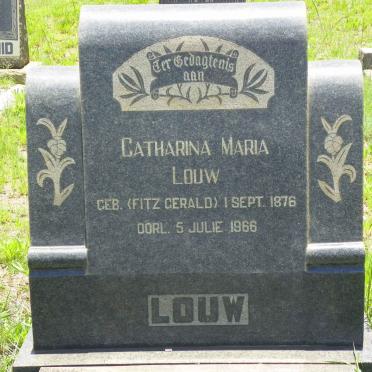 Ter Gedagtenis
aan
CATHARINA MARIA
LOUW
GEB. (FITZ GERALD) 1 SEPT. 1876
OORL. 5 JULIE 1966
LOUW